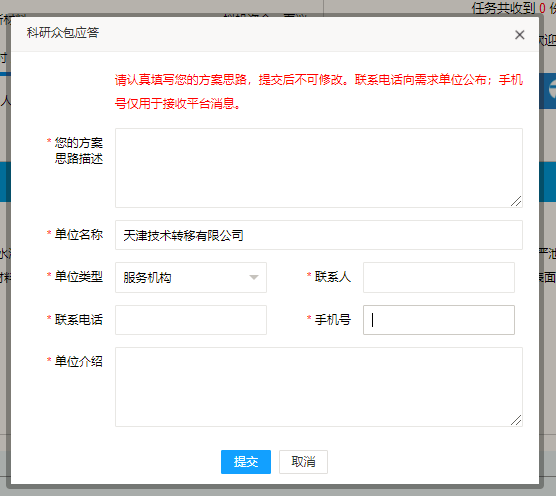 任务共收到 0 份
科研众包应答
请认真填写您的方案思路，提交后不可修改。联系电话向需求单位公布；手机
号仅用于接收平台消息。
* 您的方案
思路描述
* 单位名称 天津技术转移有限公司
* 单位类型 服务机构 * 联系人
* 联系电话 * 手机号
* 单位介绍
提交 取消